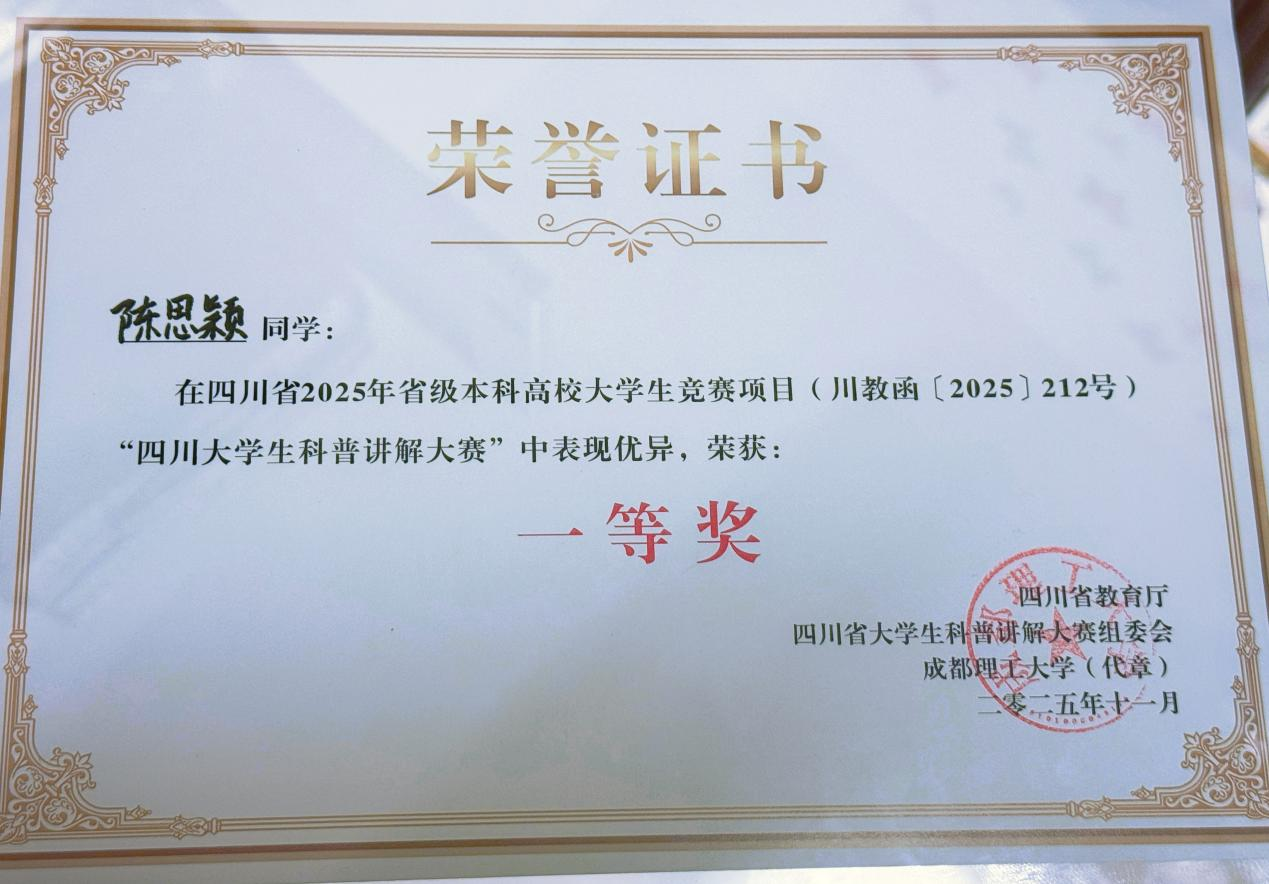 荣誉证书
陈思颖 同学：
在四川省2025年省级本科高校大学生竞赛项目（川教函〔2025〕212号）
“四川大学生科普讲解大赛”中表现优异，荣获：
一等奖
四川省教育厅
四川省大学生科普讲解大赛组委会
成都理工大学（代章）
二零二五年十一月